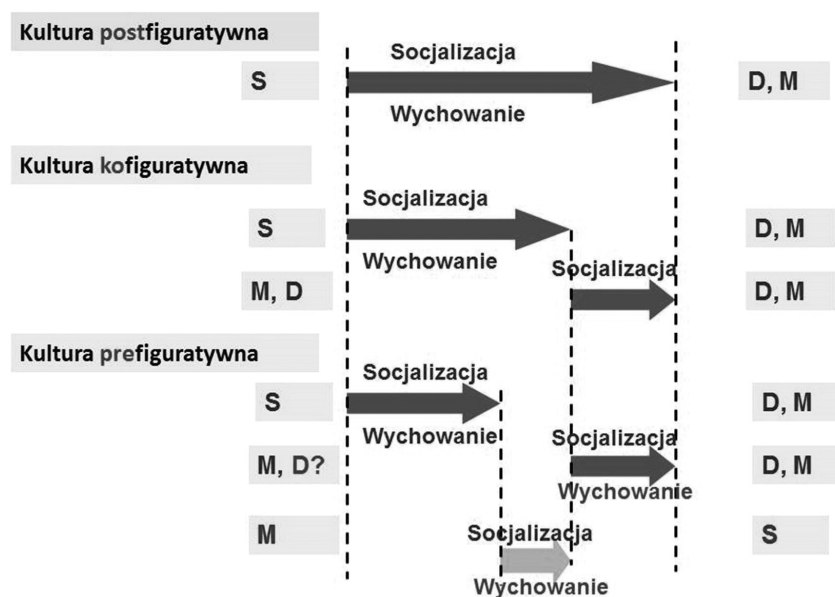 Kultura postfiguratywna
Socjalizacja
S
D, M
Wychowanie
Kultura kofiguratywna
Socjalizacja
S
D, M
Wychowanie
Socjalizacja
M, D
D, M
Kultura prefiguratywna
Socjalizacja
S
D, M
Wychowanie
Socjalizacja
M, D?
D, M
Wychowanie
M
Socjalizacja
S
Wychowanie